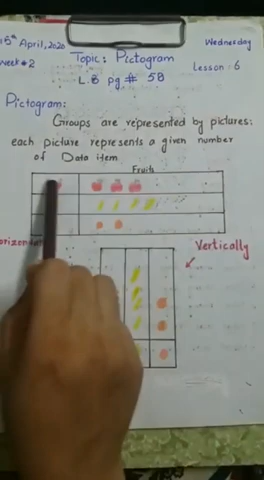 15th April, 2020
Wednesday
Week # 2
Topic: Pictogram
Lesson: 6
L.B pg # 58
Pictogram:
Groups are represented by pictures;
each picture represents a given number
of Data Item
Fruits
Vertically